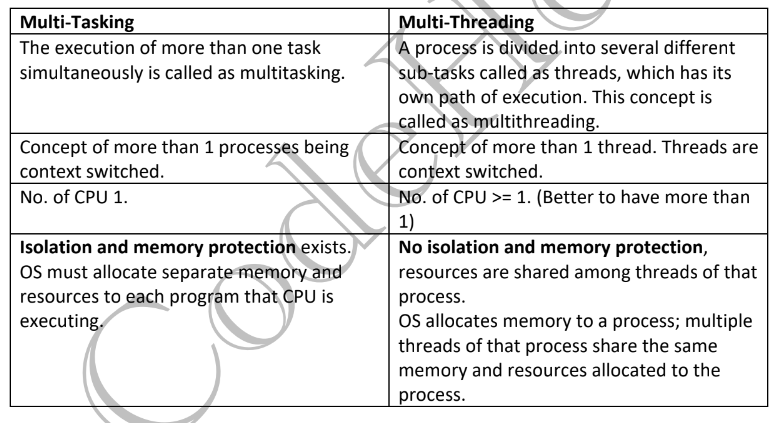 Multi-Tasking
Multi-Threading
The execution of more than one task
simultaneously is called as multitasking.
A process is divided into several different
sub-tasks called as threads, which has its
own path of execution. This concept is
called as multithreading.
Concept of more than 1 processes being
context switched.
Concept of more than 1 thread. Threads are
context switched.
No. of CPU 1.
No. of CPU >= 1. (Better to have more than
1)
Isolation and memory protection exists.
OS must allocate separate memory and
resources to each program that CPU is
executing.
No isolation and memory protection,
resources are shared among threads of that
process.
OS allocates memory to a process; multiple
threads of that process share the same
memory and resources allocated to the
process.
CodeH